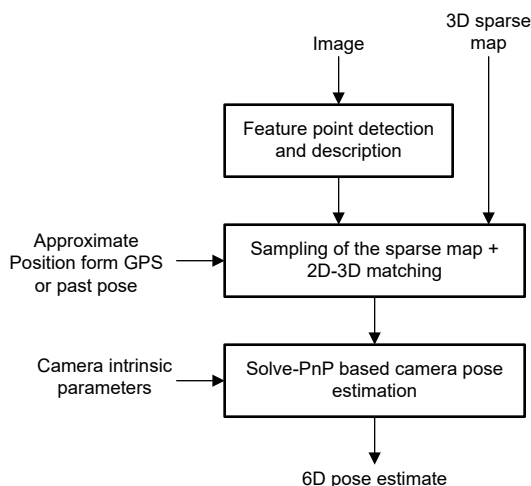 3D sparse
map
Image
Feature point detection
and description
Approximate
Position form GPS
or past pose
Sampling of the sparse map +
2D-3D matching
Camera intrinsic
parameters
Solve-PnP based camera pose
estimation
6D pose estimate